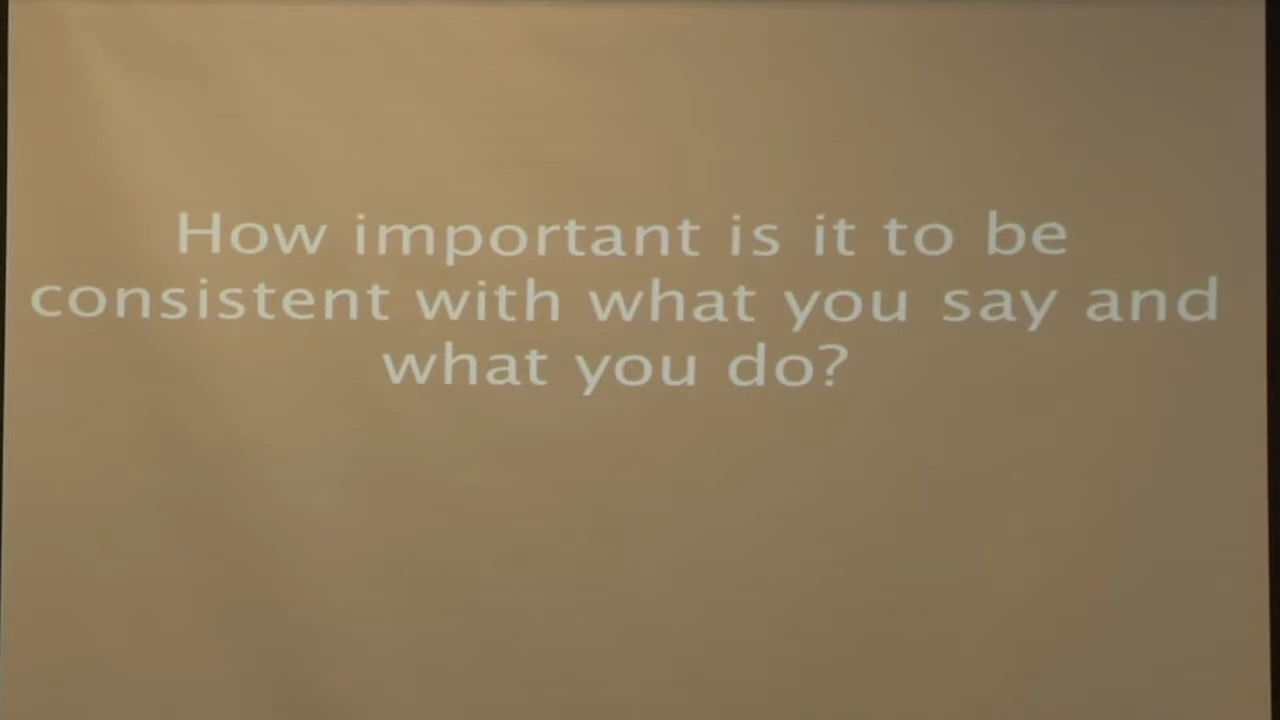 How important is it to be
consistent with what you say and
what you do?